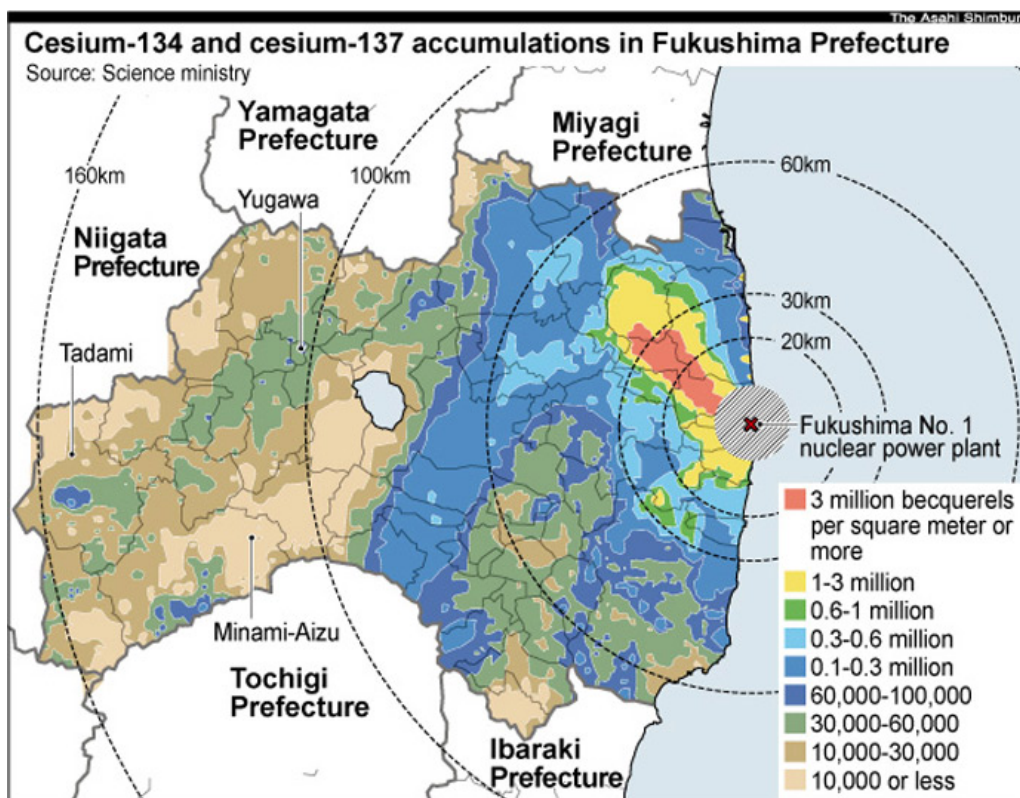 The Asahi Shimbun
Cesium-134 and cesium-137 accumulations in Fukushima Prefecture
Source: Science ministry
Yamagata
Prefecture
Miyagi
Prefecture
160km
100km
60km
Yugawa
Niigata
Prefecture
30km
20km
Tadami
Fukushima No. 1
nuclear power plant
Minami-Aizu
Tochigi
Prefecture
Ibaraki
Prefecture
3 million becquerels
per square meter or
more
1-3 million
0.6-1 million
0.3-0.6 million
0.1-0.3 million
60,000-100,000
30,000-60,000
10,000-30,000
10,000 or less